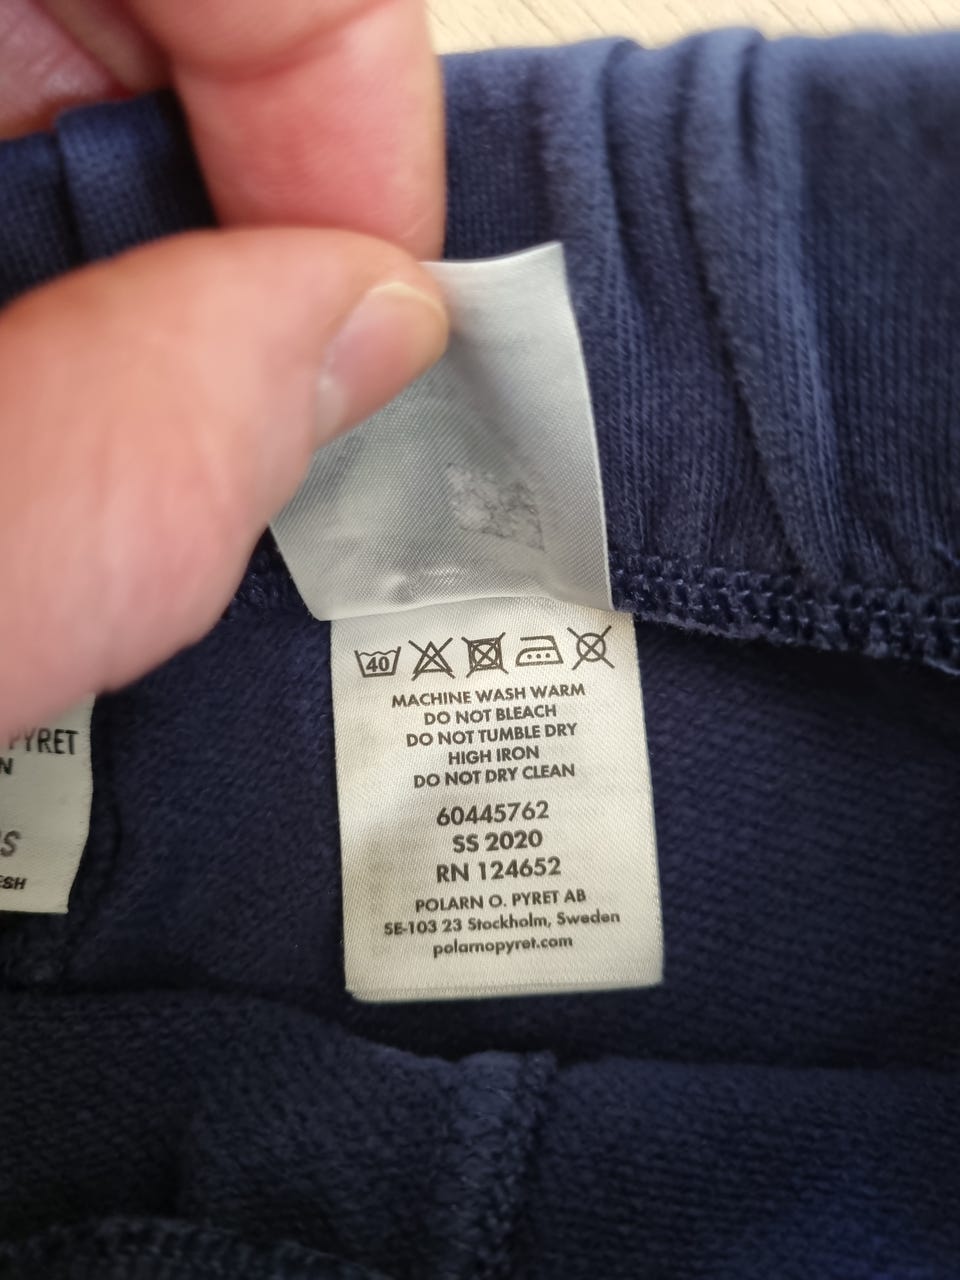 40
MACHINE WASH WARM
DO NOT BLEACH
DO NOT TUMBLE DRY
HIGH IRON
DO NOT DRY CLEAN
60445762
SS 2020
RN 124652
POLARN O. PYRET AB
SE-103 23 Stockholm, Sweden
polarnopyret.com
PYRET